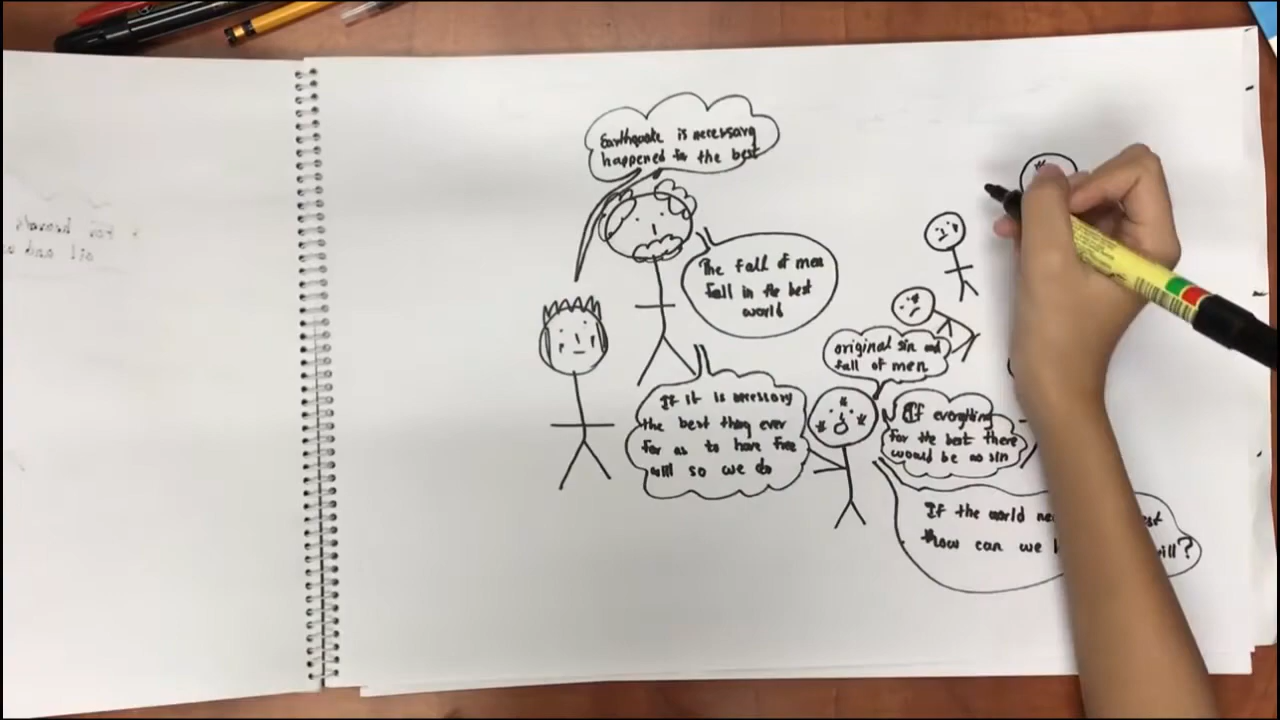 Earthquake is necessary
happened for the best
The fall of men
fall in the best
world
original sin and
fall of men
If it is necessary
the best thing ever
for as to have free
will so we do
If everything
for the best there
would be no sin
If the world
how can we